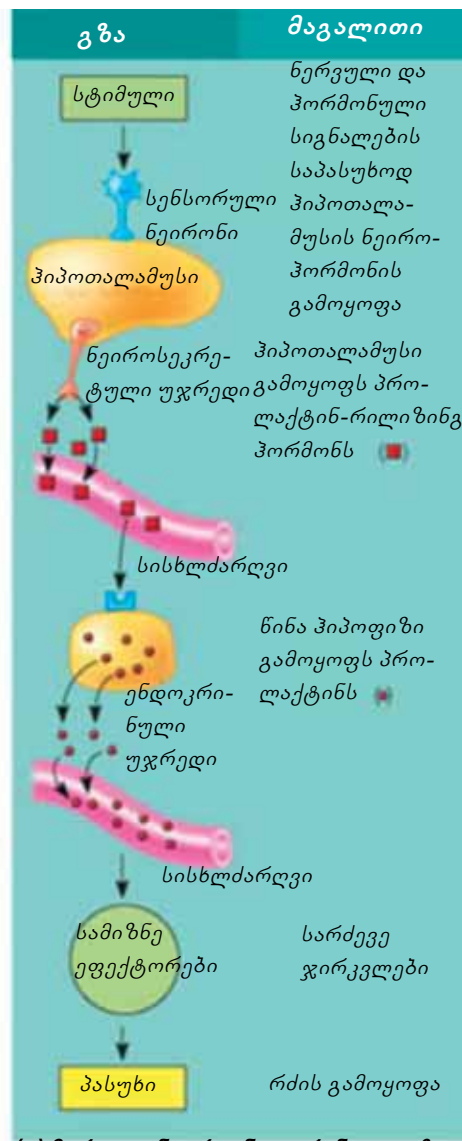 გზა
მაგალითი
სტიმული
ნერვული და
ჰორმონული
სიგნალების
საპასუხოდ
ჰიპოთალა-
მუსის ნეირო-
ჰორმონის
გამოყოფა
სენსორული
ნეირონი
ჰიპოთალამუსი
ნეიროსეკრე-
ტული უჯრედი
ჰიპოთალამუსი
გამოყოფს პრო-
ლაქტინ-რილიზინგ
ჰორმონს (■)
სისხლძარღვი
წინა ჰიპოფიზი
გამოყოფს პრო-
ლაქტინს (●)
ენდოკრი-
ნული
უჯრედი
სისხლძარღვი
სამიზნე
ეფექტორები
სარძევე
ჯირკვლები
პასუხი
რძის გამოყოფა